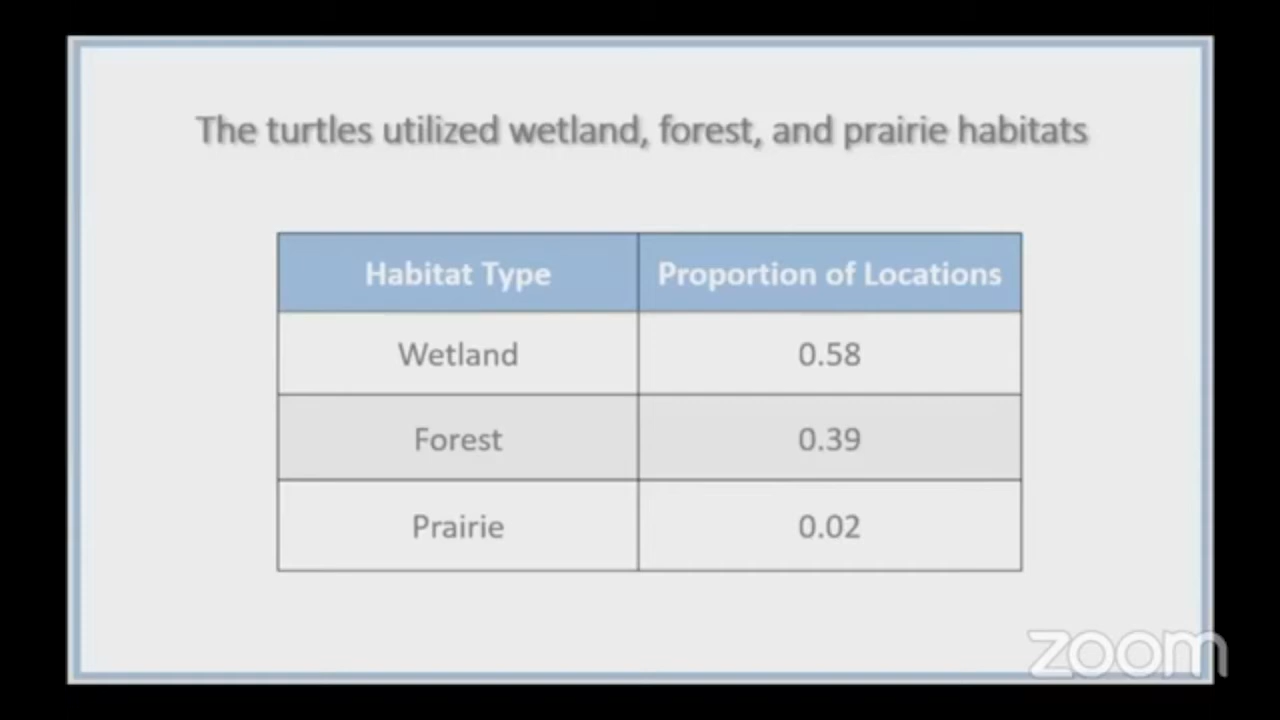 The turtles utilized wetland, forest, and prairie habitats
Habitat Type Proportion of Locations
Wetland 0.58
Forest 0.39
Prairie 0.02
zoom